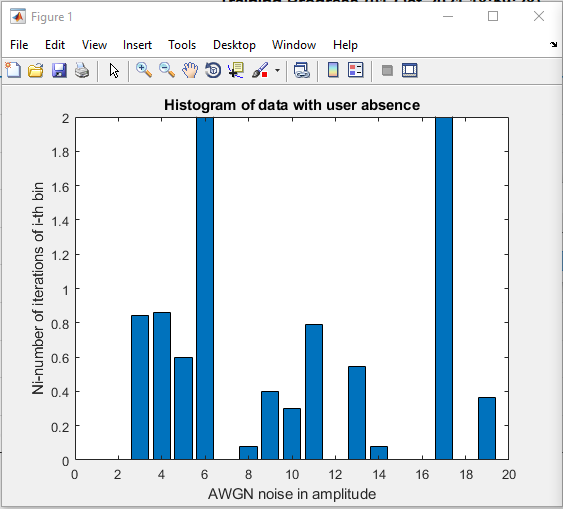 Figure 1
File Edit View Insert Tools Desktop Window Help
Histogram of data with user absence
2
1.8
1.6
1.4
1.2
1
0.8
0.6
0.4
0.2
0
Ni-number of iterations of i-th bin
0 2 4 6 8 10 12 14 16 18 20
AWGN noise in amplitude